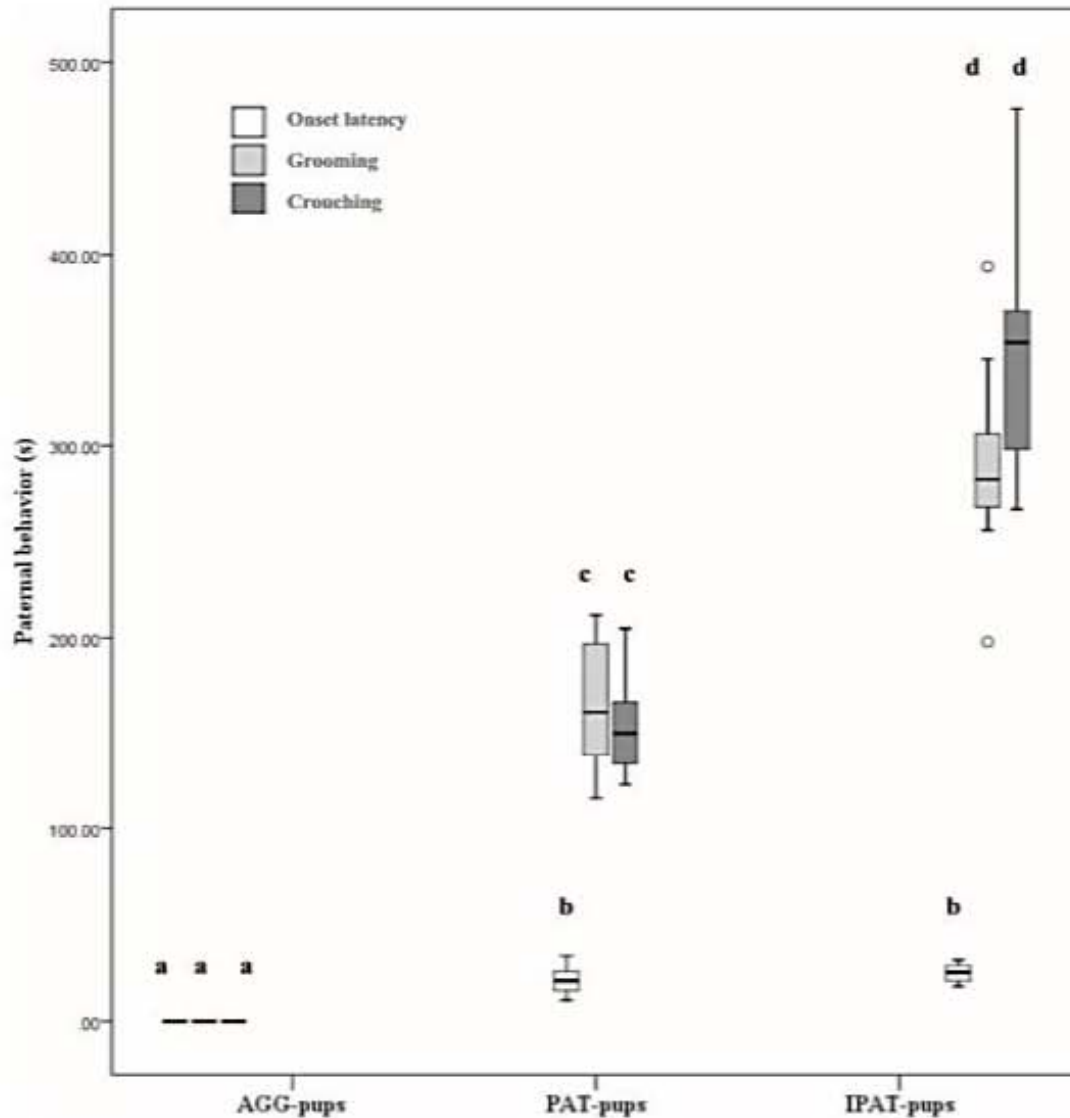 500.00
d d
Onset latency
Grooming
Crouching
400.00
300.00
Paternal behavior (s)
c c
200.00
100.00
b b
a a a
.00
AGG-pups PAT-pups IPAT-pups